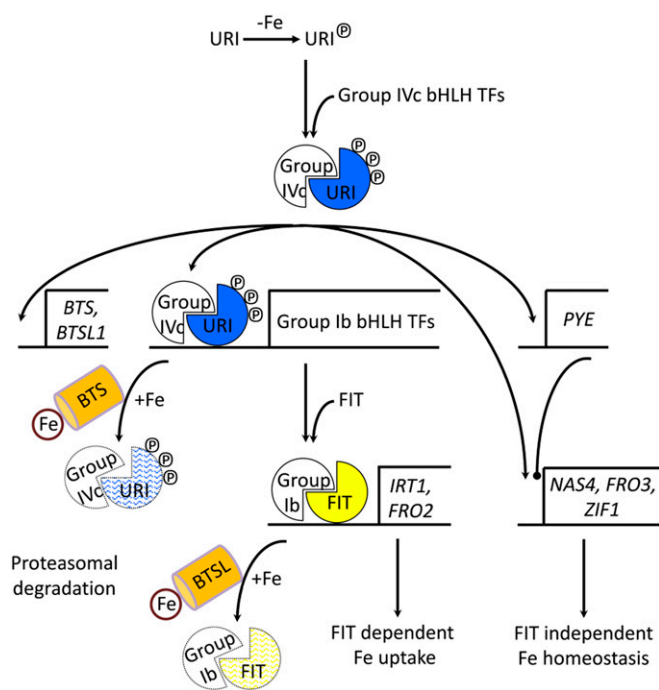 -Fe
URI
URI
P
Group IVc bHLH TFs
P
P
P
Group
IVc
URI
BTS,
BTSL1
P
P
P
Group
IVc
URI
Group Ib bHLH TFs
PYE
BTS
Fe
+Fe
FIT
P
P
P
Group
IVc
URI
Group
Ib
FIT
IRT1,
FRO2
NAS4, FRO3,
ZIF1
Proteasomal
degradation
BTSL
Fe
+Fe
Group
Ib
FIT
FIT dependent
Fe uptake
FIT independent
Fe homeostasis